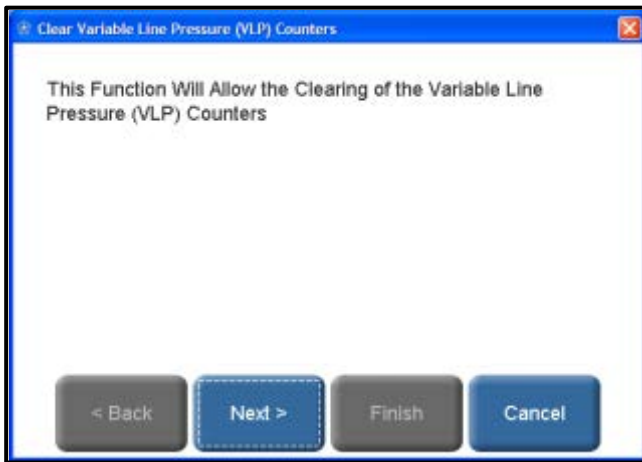 Clear Variable Line Pressure (VLP) Counters
This Function Will Allow the Clearing of the Variable Line
Pressure (VLP) Counters
< Back
Next >
Finish
Cancel